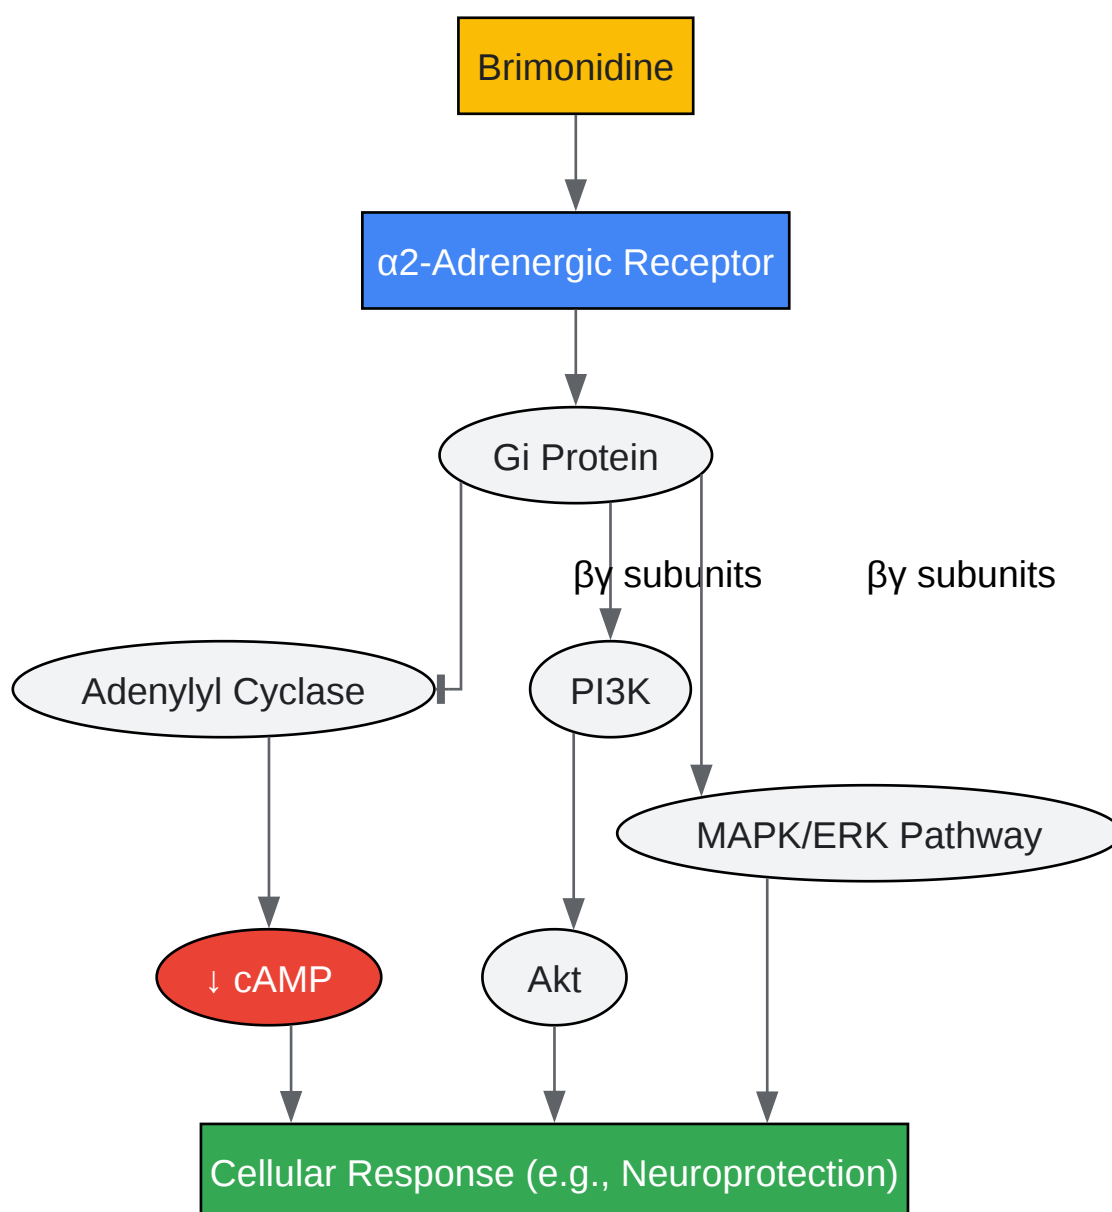 Brimonidine
α2-Adrenergic Receptor
Gi Protein
βγ subunits
βγ subunits
Adenylyl Cyclase
PI3K
MAPK/ERK Pathway
↓ cAMP
Akt
Cellular Response (e.g., Neuroprotection)